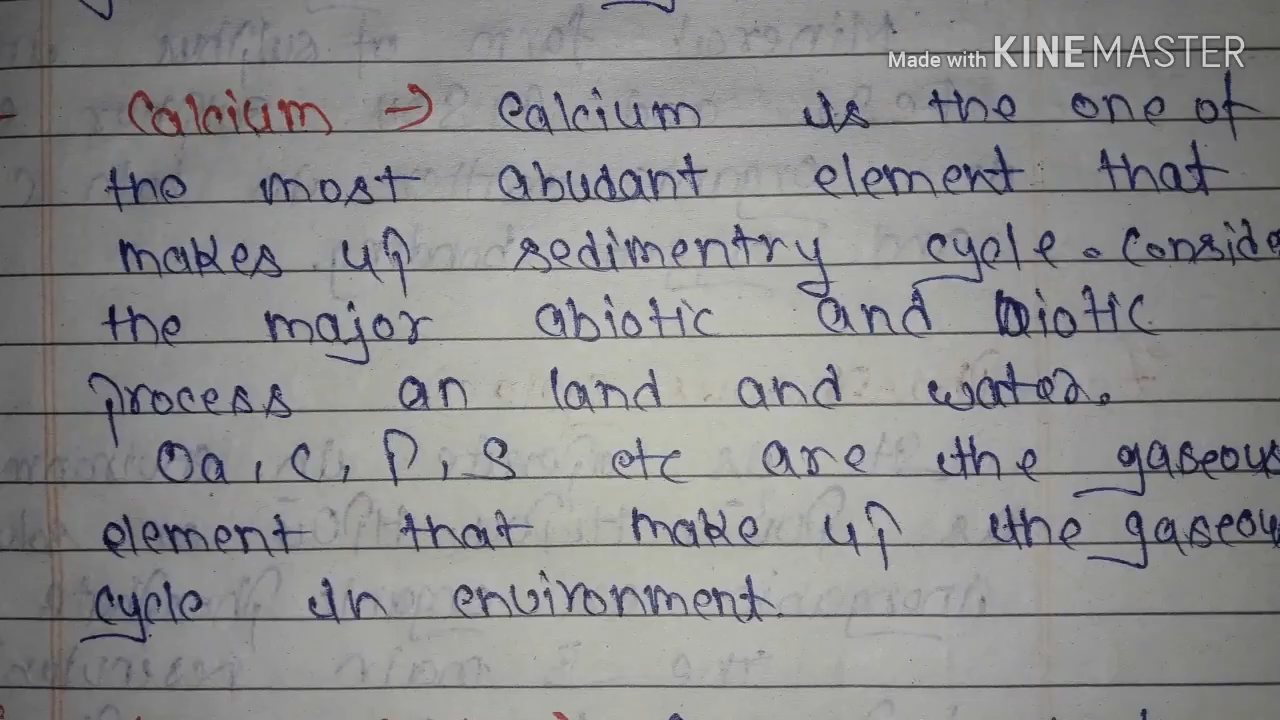 Made with KINEMASTER
Calcium → Calcium is the one of
the most abudant element that
makes up sedimentry cycle. Conside
the major abiotic and biotic
process an land and water.
Oa, C, P, S etc are the gaseous
element that make up the gaseou
cycle in environment.